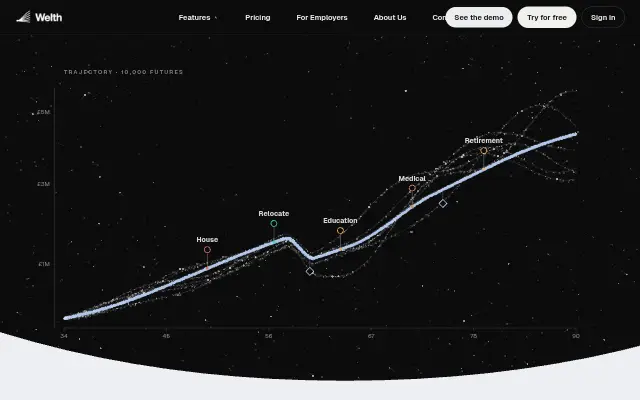 Welth
Features Pricing For Employers About Us Con See the demo Try for free Sign in
TRAJECTORY · 10,000 FUTURES
£5M
Retirement
Medical
£3M
Relocate
Education
House
£1M
34 45 56 67 78 90